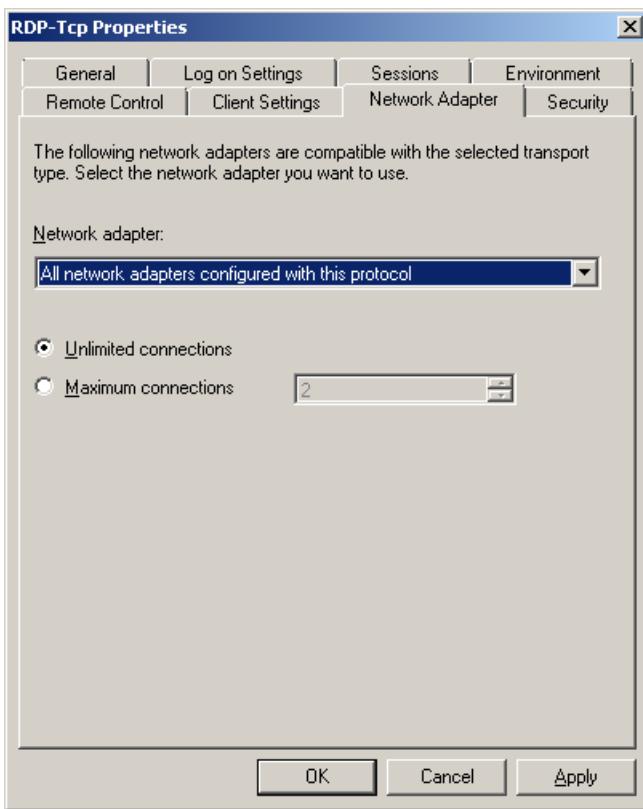 RDP-Tcp Properties
General Log on Settings Sessions Environment
Remote Control Client Settings Network Adapter Security
The following network adapters are compatible with the selected transport
type. Select the network adapter you want to use.
Network adapter:
All network adapters configured with this protocol
Unlimited connections
Maximum connections 2
OK Cancel Apply